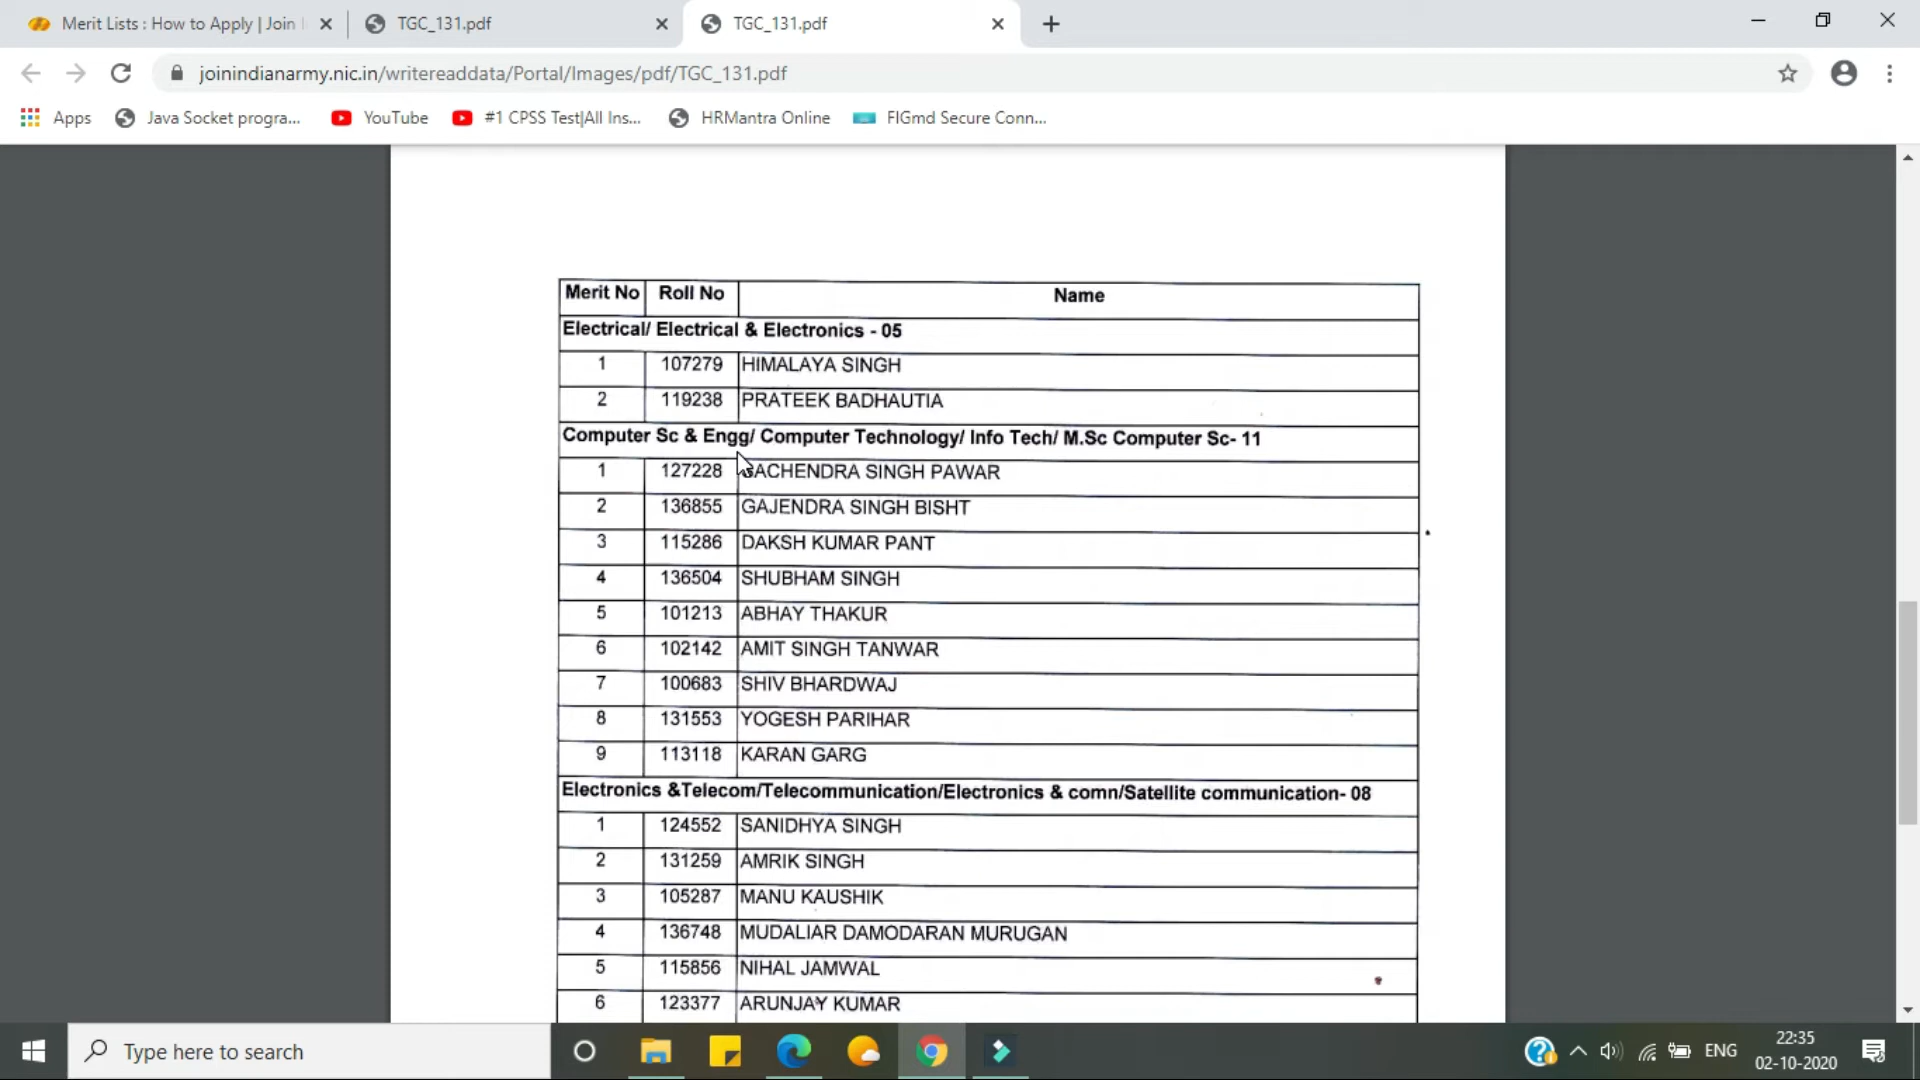 Merit Lists : How to Apply | Join I
TGC_131.pdf
TGC_131.pdf
joinindianarmy.nic.in/writereaddata/Portal/Images/pdf/TGC_131.pdf
Apps
Java Socket progra...
YouTube
#1 CPSS Test|All Ins...
HRMantra Online
FIGmd Secure Conn...
Merit No Roll No Name
Electrical/ Electrical & Electronics - 05
1 107279 HIMALAYA SINGH
2 119238 PRATEEK BADHAUTIA
Computer Sc & Engg/ Computer Technology/ Info Tech/ M.Sc Computer Sc- 11
1 127228 SACHENDRA SINGH PAWAR
2 136855 GAJENDRA SINGH BISHT
3 115286 DAKSH KUMAR PANT
4 136504 SHUBHAM SINGH
5 101213 ABHAY THAKUR
6 102142 AMIT SINGH TANWAR
7 100683 SHIV BHARDWAJ
8 131553 YOGESH PARIHAR
9 113118 KARAN GARG
Electronics &Telecom/Telecommunication/Electronics & comn/Satellite communication- 08
1 124552 SANIDHYA SINGH
2 131259 AMRIK SINGH
3 105287 MANU KAUSHIK
4 136748 MUDALIAR DAMODARAN MURUGAN
5 115856 NIHAL JAMWAL
6 123377 ARUNJAY KUMAR
Type here to search
ENG
22:35
02-10-2020